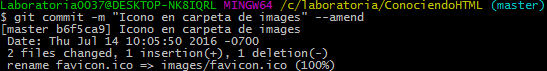 Laboratoria0037@DESKTOP-NK8IQRL MINGW64 /c/laboratoria/ConociendoHTML (master)
$ git commit -m "Icono en carpeta de images" --amend
[master b6f5ca9] Icono en carpeta de images
 Date: Thu Jul 14 10:05:50 2016 -0700
 2 files changed, 1 insertion(+), 1 deletion(-)
 rename favicon.ico => images/favicon.ico (100%)